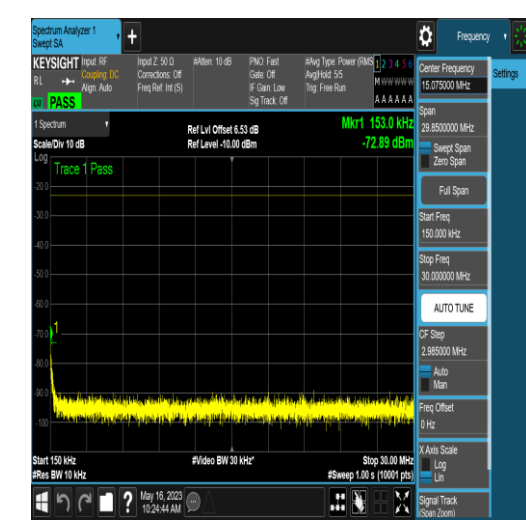 Spectrum Analyzer 1
Swept SA
+
Frequency
KEYSIGHT
Input: RF
Coupling: DC
Align: Auto
RL
LXI
PASS
Input Z: 50 Ω
Corrections: Off
Freq Ref: Int (S)
#Atten: 10 dB
PNO: Fast
Gate: Off
IF Gain: Low
Sig Track: Off
#Avg Type: Power (RMS
Avg|Hold: 5/5
Trig: Free Run
1 2 3 4 5 6
M W W W W W
A A A A A A
1 Spectrum
Scale/Div 10 dB
Log
Ref Lvl Offset 6.53 dB
Ref Level -10.00 dBm
Mkr1 153.0 kHz
-72.89 dBm
Trace 1 Pass
-20.0
-30.0
-40.0
-50.0
-60.0
-70.0
-80.0
-90.0
-100
1
Start 150 kHz
#Res BW 10 kHz
#Video BW 30 kHz*
Stop 30.00 MHz
#Sweep 1.00 s (10001 pts)
May 16, 2023
10:24:44 AM
?
Center Frequency
15.075000 MHz
Settings
Span
29.8500000 MHz
Swept Span
Zero Span
Full Span
Start Freq
150.000 kHz
Stop Freq
30.000000 MHz
AUTO TUNE
CF Step
2.985000 MHz
Auto
Man
Freq Offset
0 Hz
X Axis Scale
Log
Lin
Signal Track
(Span Zoom)